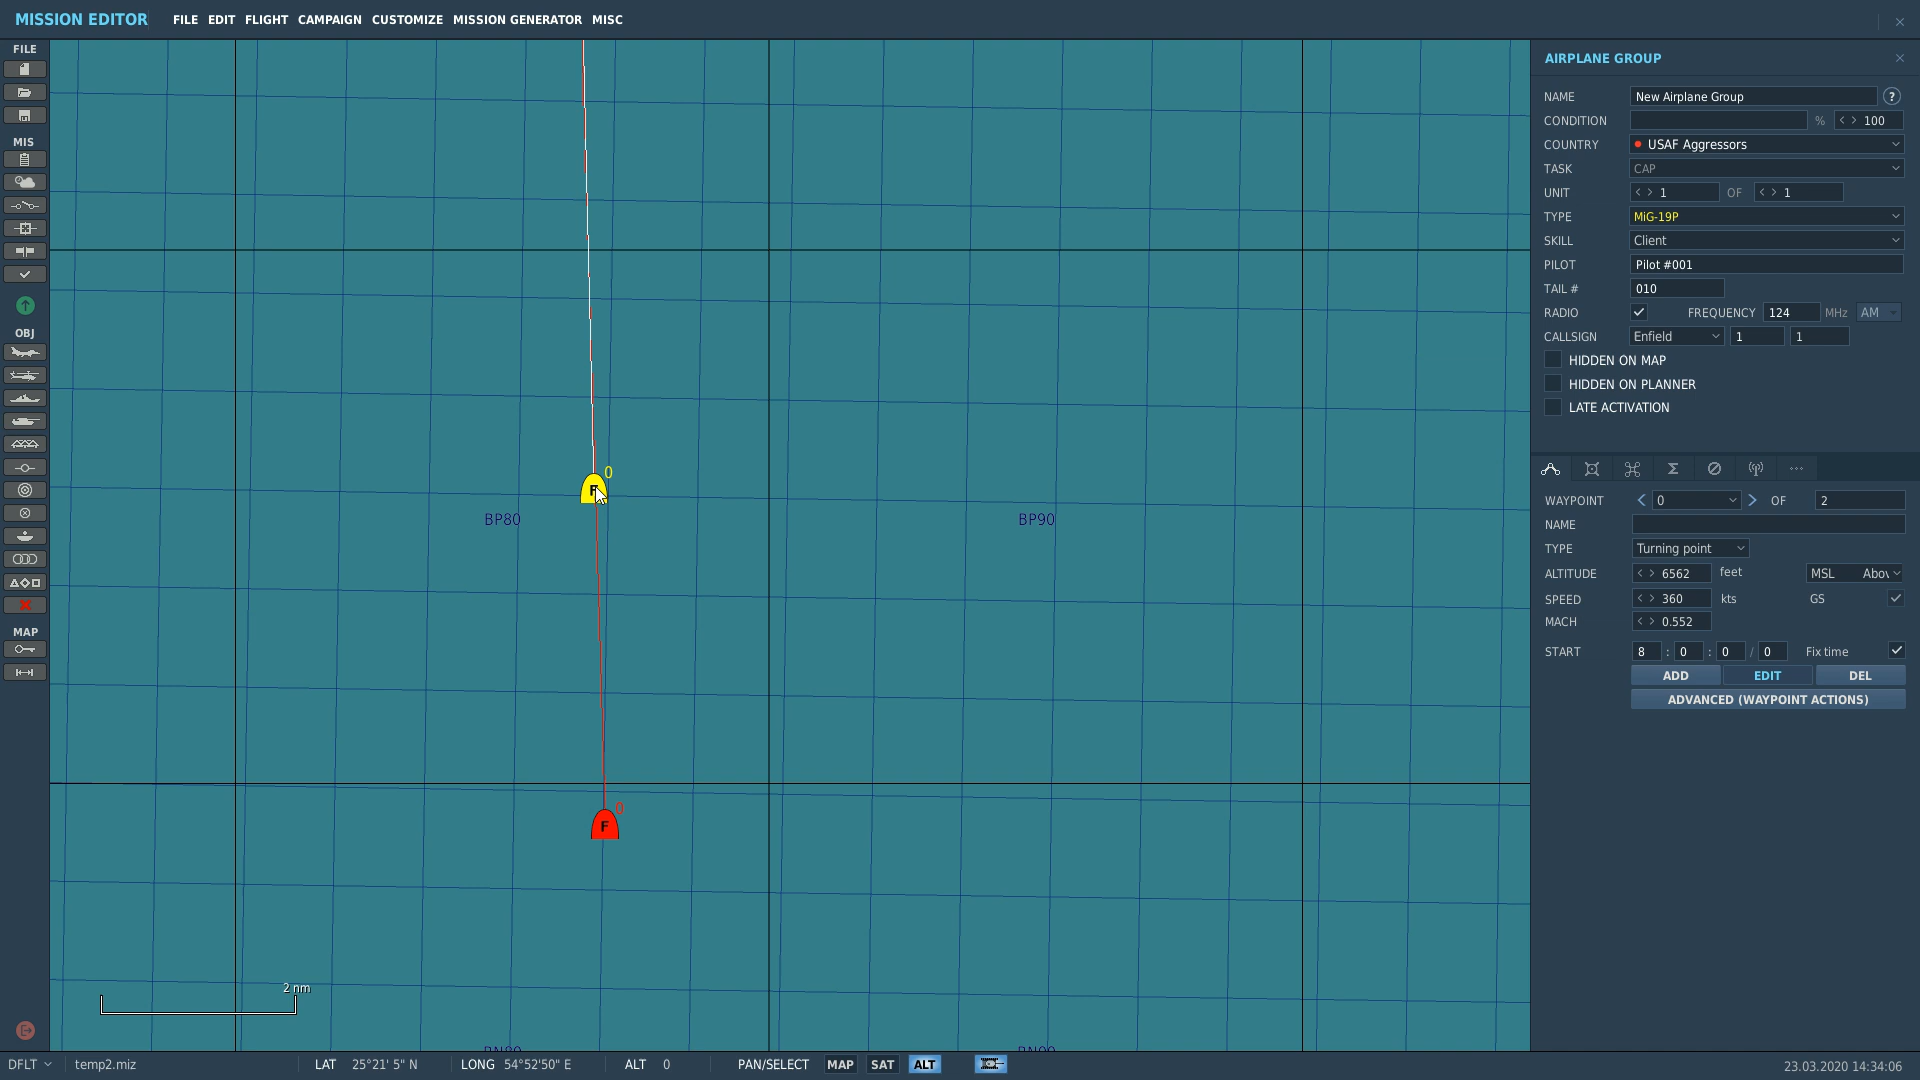 MISSION EDITOR FILE EDIT FLIGHT CAMPAIGN CUSTOMIZE MISSION GENERATOR MISC
FILE
MIS
OBJ
MAP
0
F
BP80
BP90
0
F
2 nm
AIRPLANE GROUP
NAME New Airplane Group ?
CONDITION % < > 100
COUNTRY USAF Aggressors
TASK CAP
UNIT < > 1 OF < > 1
TYPE MiG-19P
SKILL Client
PILOT Pilot #001
TAIL # 010
RADIO FREQUENCY 124 MHz AM
CALLSIGN Enfield 1 1
HIDDEN ON MAP
HIDDEN ON PLANNER
LATE ACTIVATION
WAYPOINT < 0 > OF 2
NAME
TYPE Turning point
ALTITUDE < > 6562 feet MSL Abov
SPEED < > 360 kts GS
MACH < > 0.552
START 8 : 0 : 0 / 0 Fix time
ADD EDIT DEL
ADVANCED (WAYPOINT ACTIONS)
DFLT temp2.miz LAT 25°21' 5" N LONG 54°52'50" E ALT 0 PAN/SELECT MAP SAT ALT 23.03.2020 14:34:06